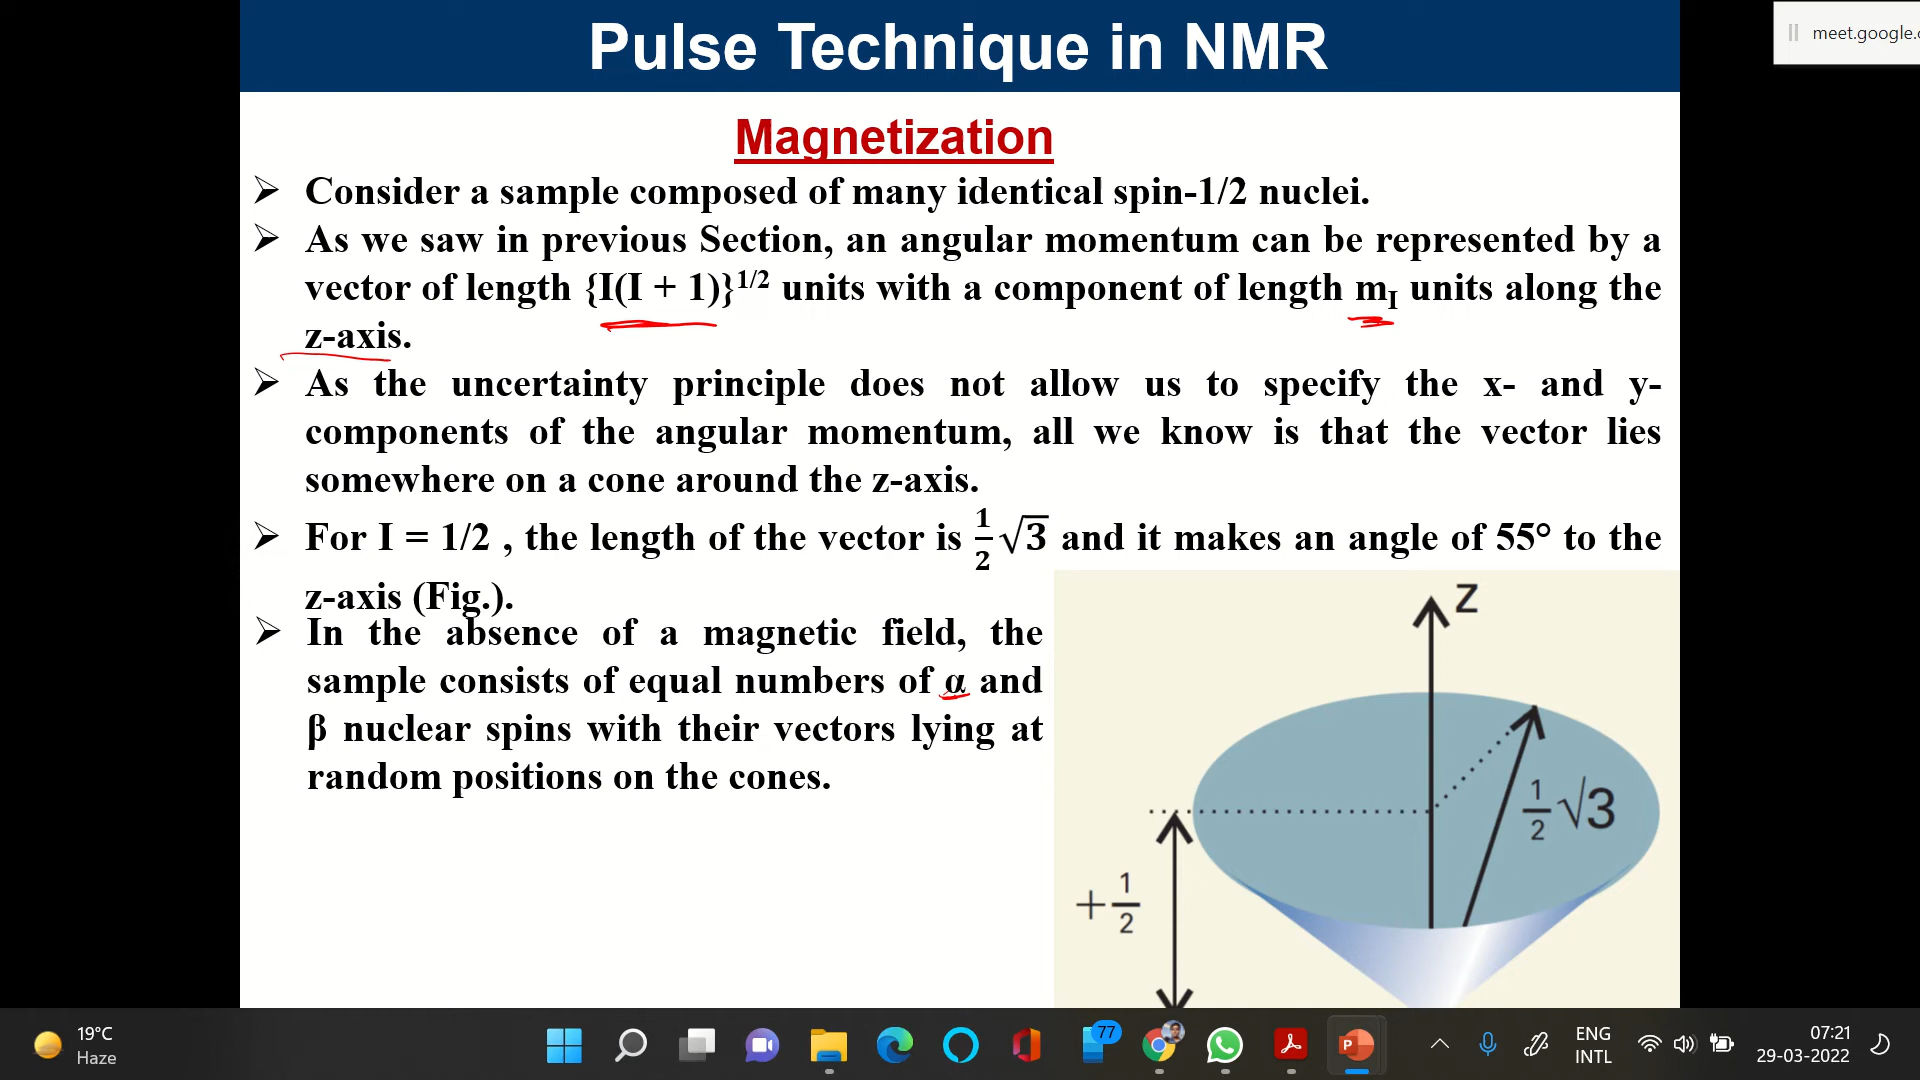 Pulse Technique in NMR
meet.google.c
Magnetization
➢ Consider a sample composed of many identical spin-1/2 nuclei.
➢ As we saw in previous Section, an angular momentum can be represented by a
vector of length {I(I + 1)}^1/2 units with a component of length m_I units along the
z-axis.
➢ As the uncertainty principle does not allow us to specify the x- and y-
components of the angular momentum, all we know is that the vector lies
somewhere on a cone around the z-axis.
➢ For I = 1/2 , the length of the vector is 1/2 √3 and it makes an angle of 55° to the
z-axis (Fig.).
➢ In the absence of a magnetic field, the
sample consists of equal numbers of α and
β nuclear spins with their vectors lying at
random positions on the cones.
z
1/2 √3
+1/2
19°C
Haze
77
ENG
INTL
07:21
29-03-2022